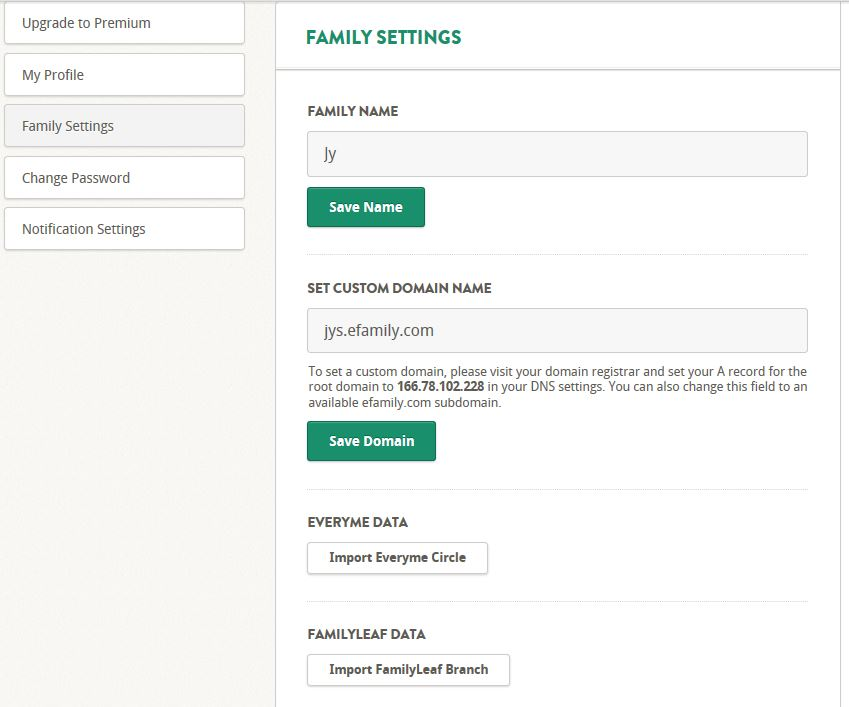 Upgrade to Premium
My Profile
Family Settings
Change Password
Notification Settings
FAMILY SETTINGS
FAMILY NAME
Jy
Save Name
SET CUSTOM DOMAIN NAME
jys.efamily.com
To set a custom domain, please visit your domain registrar and set your A record for the
root domain to 166.78.102.228 in your DNS settings. You can also change this field to an
available efamily.com subdomain.
Save Domain
EVERYME DATA
Import Everyme Circle
FAMILYLEAF DATA
Import FamilyLeaf Branch